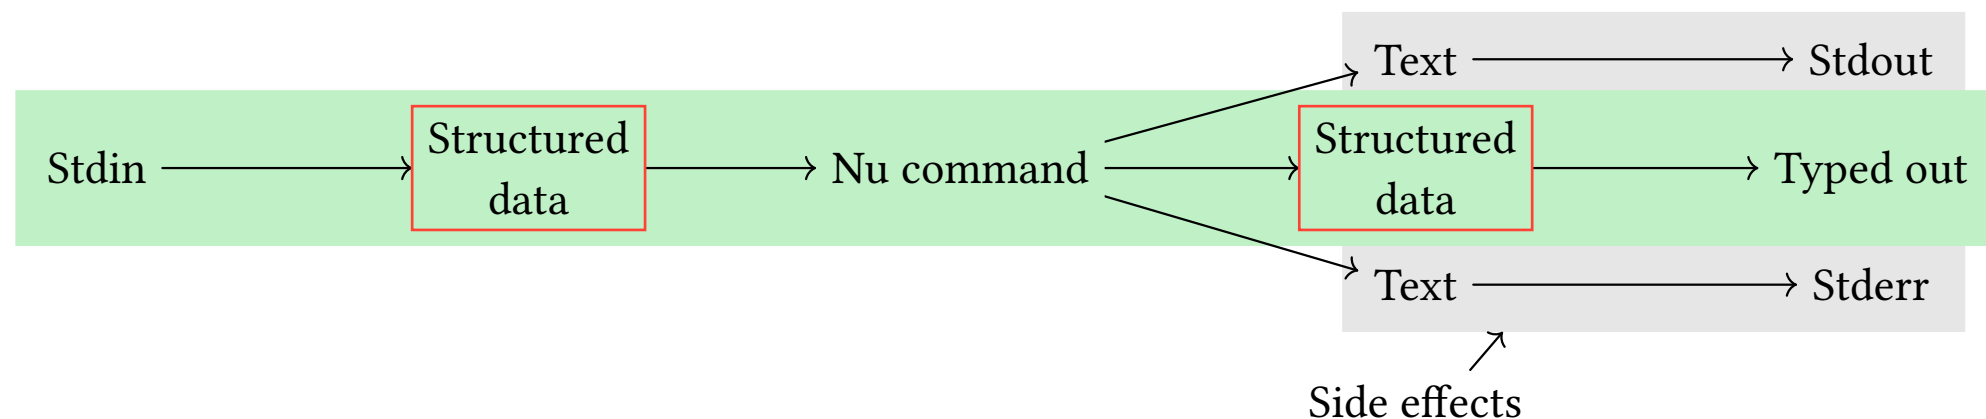 Text
Stdout
Stdin
Structured
data
Nu command
Structured
data
Typed out
Text
Stderr
Side effects